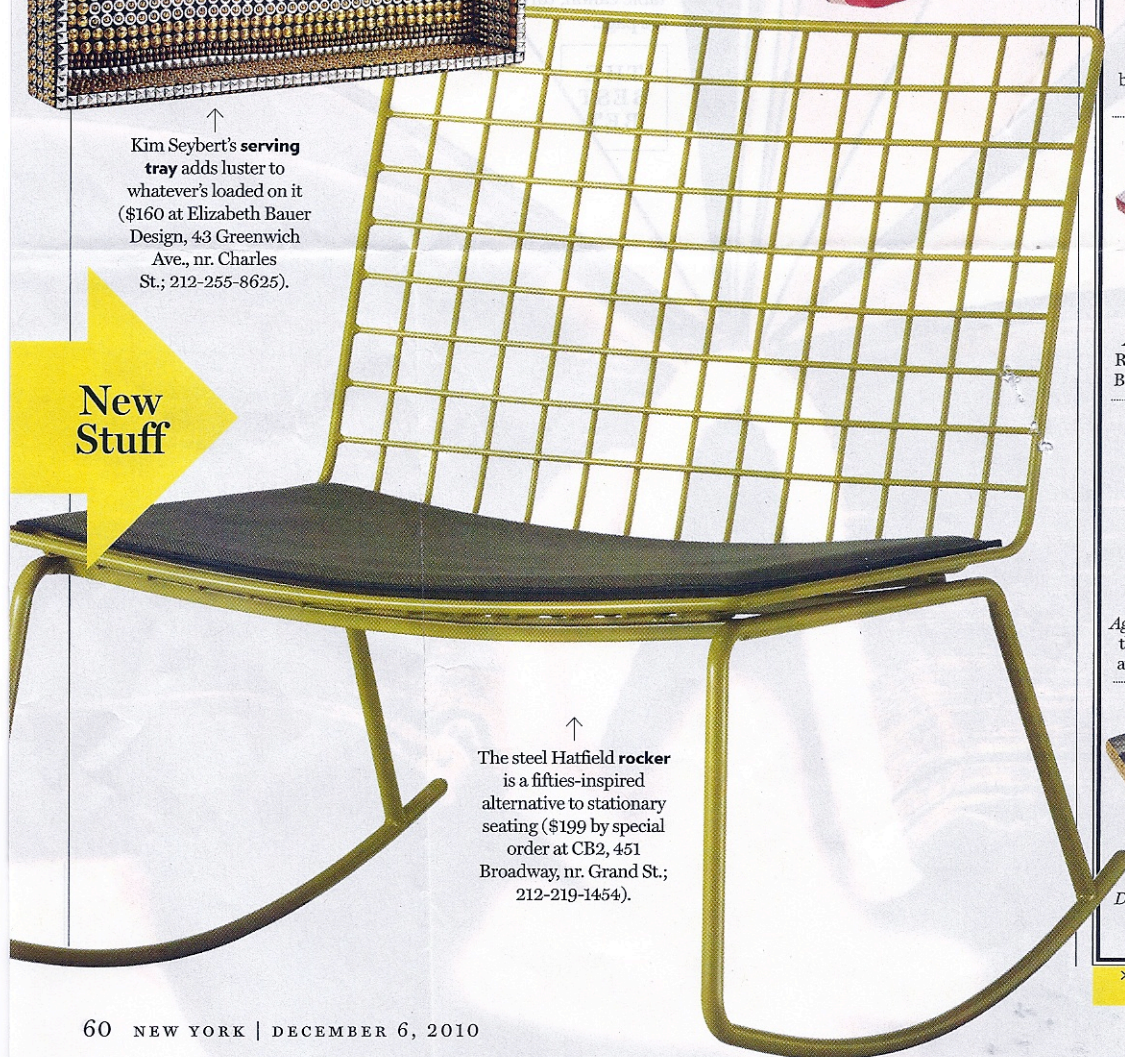 Kim Seybert's serving
tray adds luster to
whatever's loaded on it
($160 at Elizabeth Bauer
Design, 43 Greenwich
Ave., nr. Charles
St.; 212-255-8625).
New
Stuff
The steel Hatfield rocker
is a fifties-inspired
alternative to stationary
seating ($199 by special
order at CB2, 451
Broadway, nr. Grand St.;
212-219-1454).
60 NEW YORK | DECEMBER 6, 2010